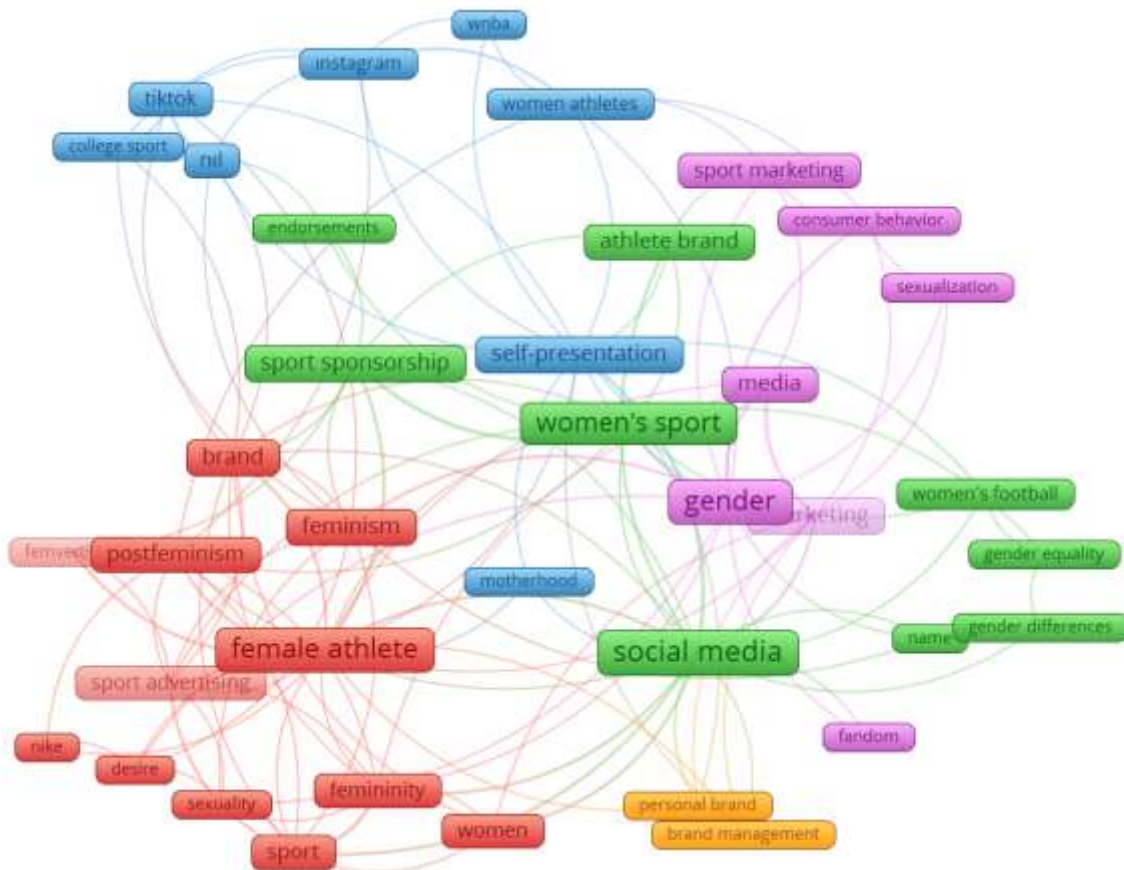 wnba
instagram
tiktok
women athletes
college sport
nil
sport marketing
consumer behavior
endorsements
athlete brand
sexualization
sport sponsorship
self-presentation
media
women's sport
brand
gender
women's football
feminism
postfeminism
gender equality
motherhood
female athlete
social media
name
gender differences
sport advertising
fandom
nike
desire
sexuality
femininity
personal brand
women
brand management
sport